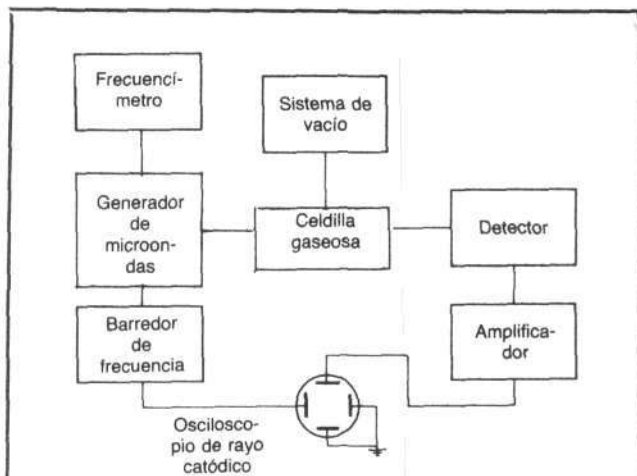 Frecuencí-
metro
Sistema de
vacío
Generador
de
microon-
das
Celdilla
gaseosa
Detector
Barredor
de
frecuencia
Amplifica-
dor
Oscilosco-
pio de rayo
catódico